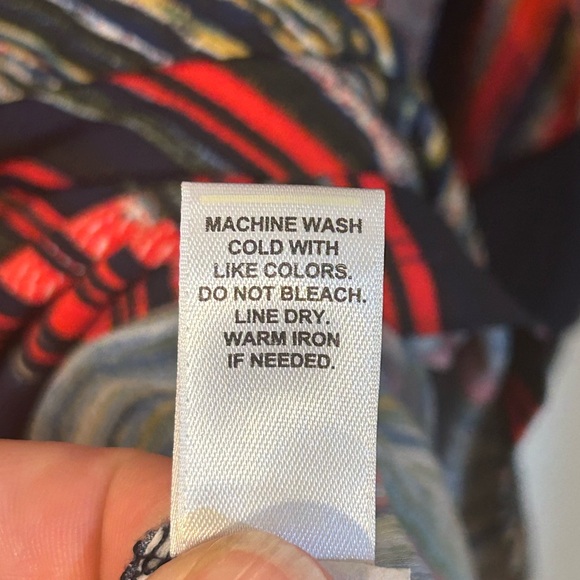 MACHINE WASH
COLD WITH
LIKE COLORS.
DO NOT BLEACH.
LINE DRY.
WARM IRON
IF NEEDED.